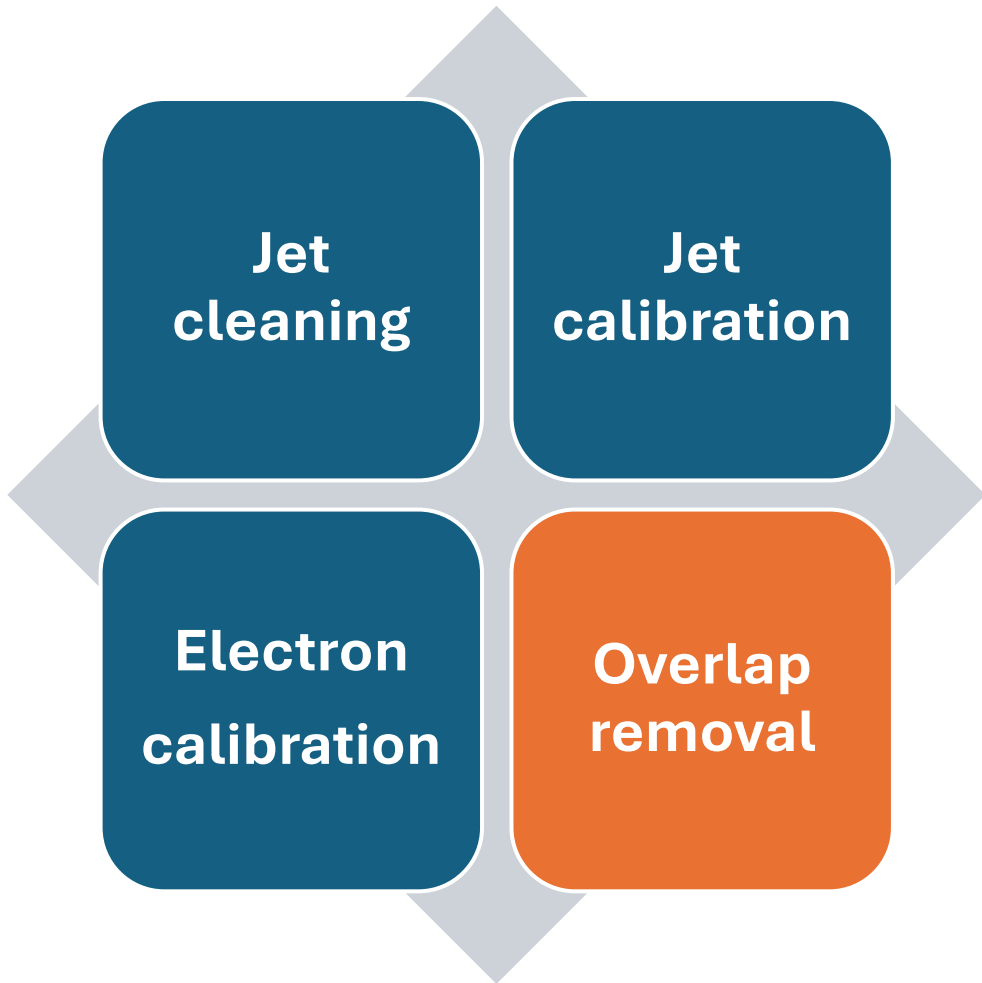 Jet
cleaning
Jet
calibration
Electron
calibration
Overlap
removal